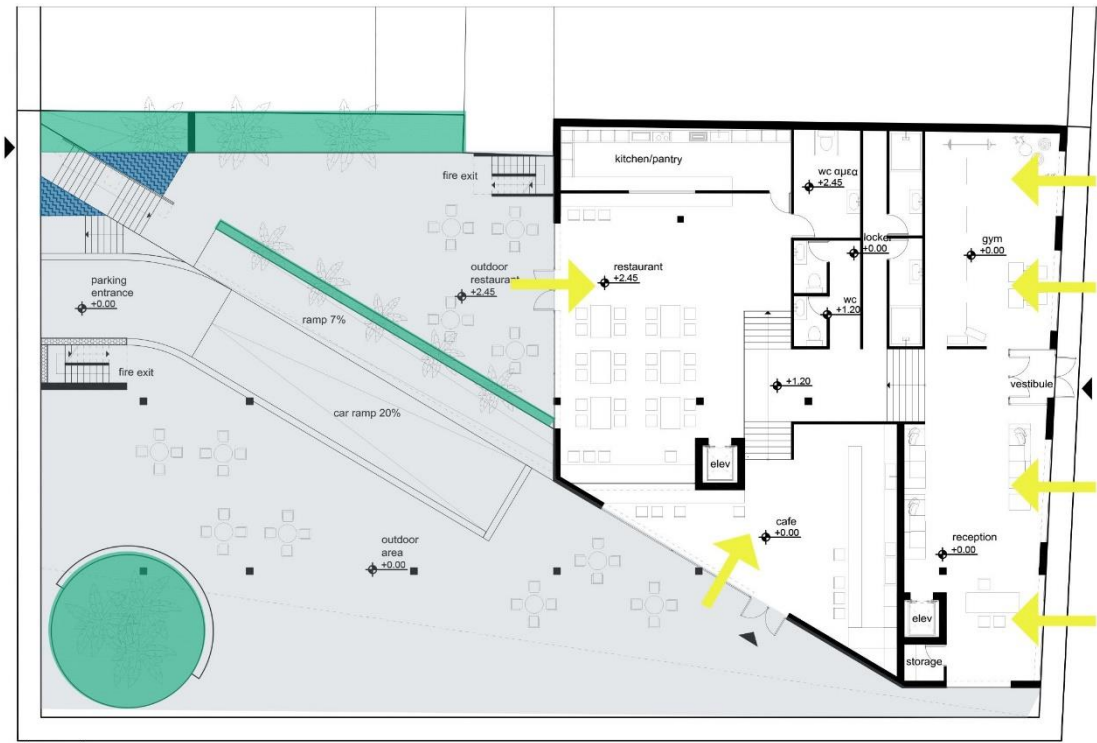 kitchen/pantry
wc αμεα
+2.45
fire exit
locker
+0.00
gym
+0.00
outdoor
restaurant
+2.45
restaurant
+2.45
parking
entrance
+0.00
ramp 7%
wc
+1.20
fire exit
+1.20
vestibule
car ramp 20%
elev
cafe
+0.00
reception
+0.00
outdoor
area
+0.00
elev
storage